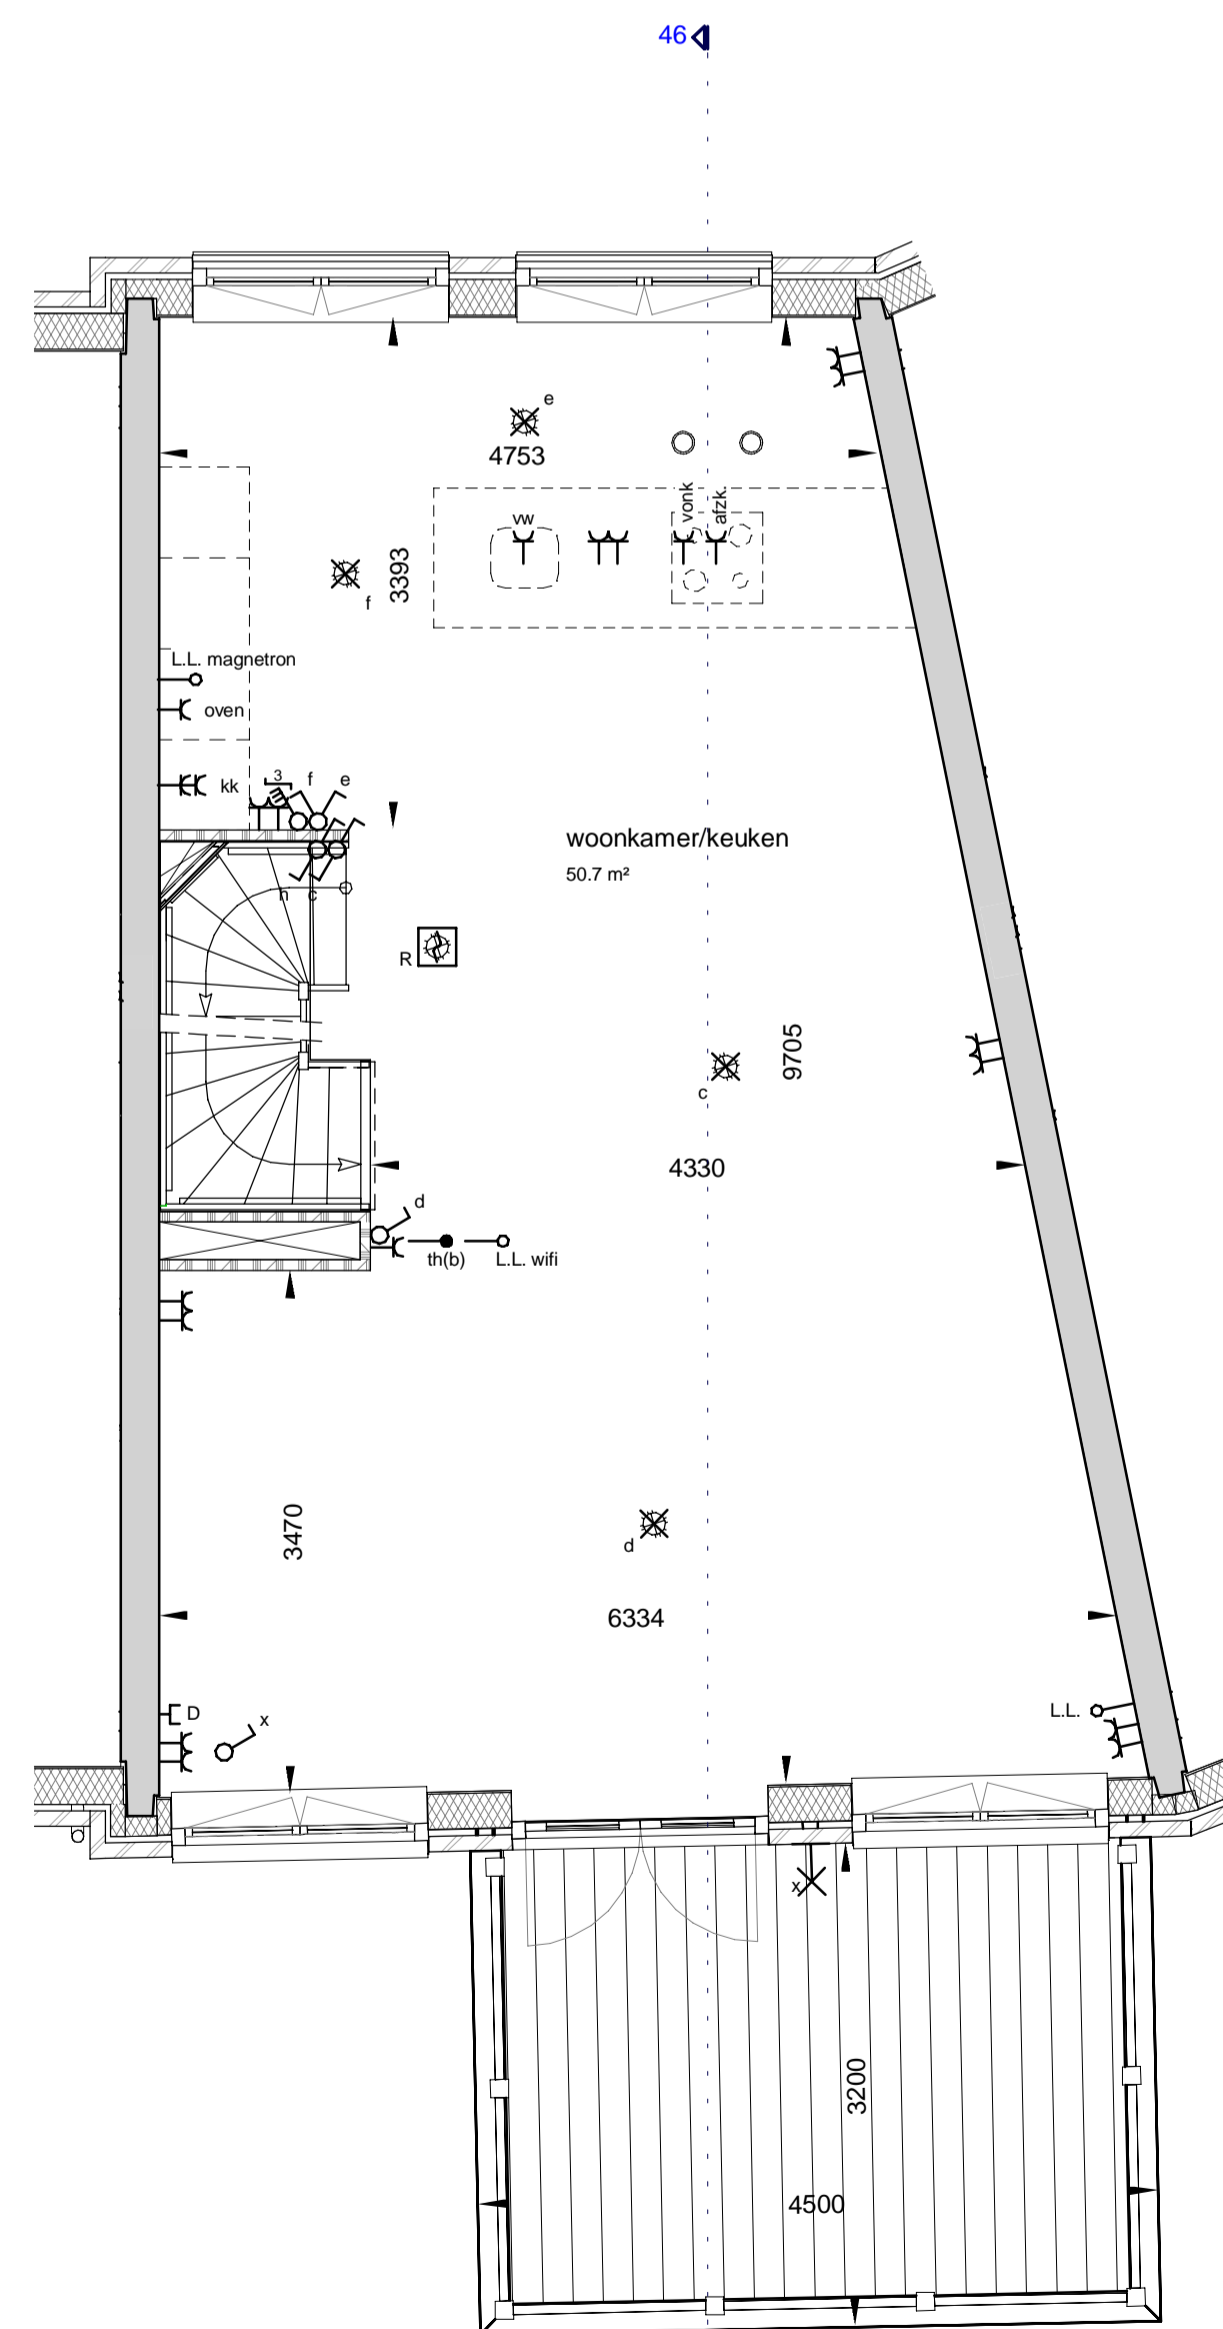 46
e
4753
vonk
afzk.
vw
3393
f
L.L. magnetron
oven
kk
3
f
e
woonkamer/keuken
50.7 m²
h
c
R
9705
c
4330
d
th(b)
L.L. wifi
3470
d
6334
D
x
L.L.
x
3200
4500